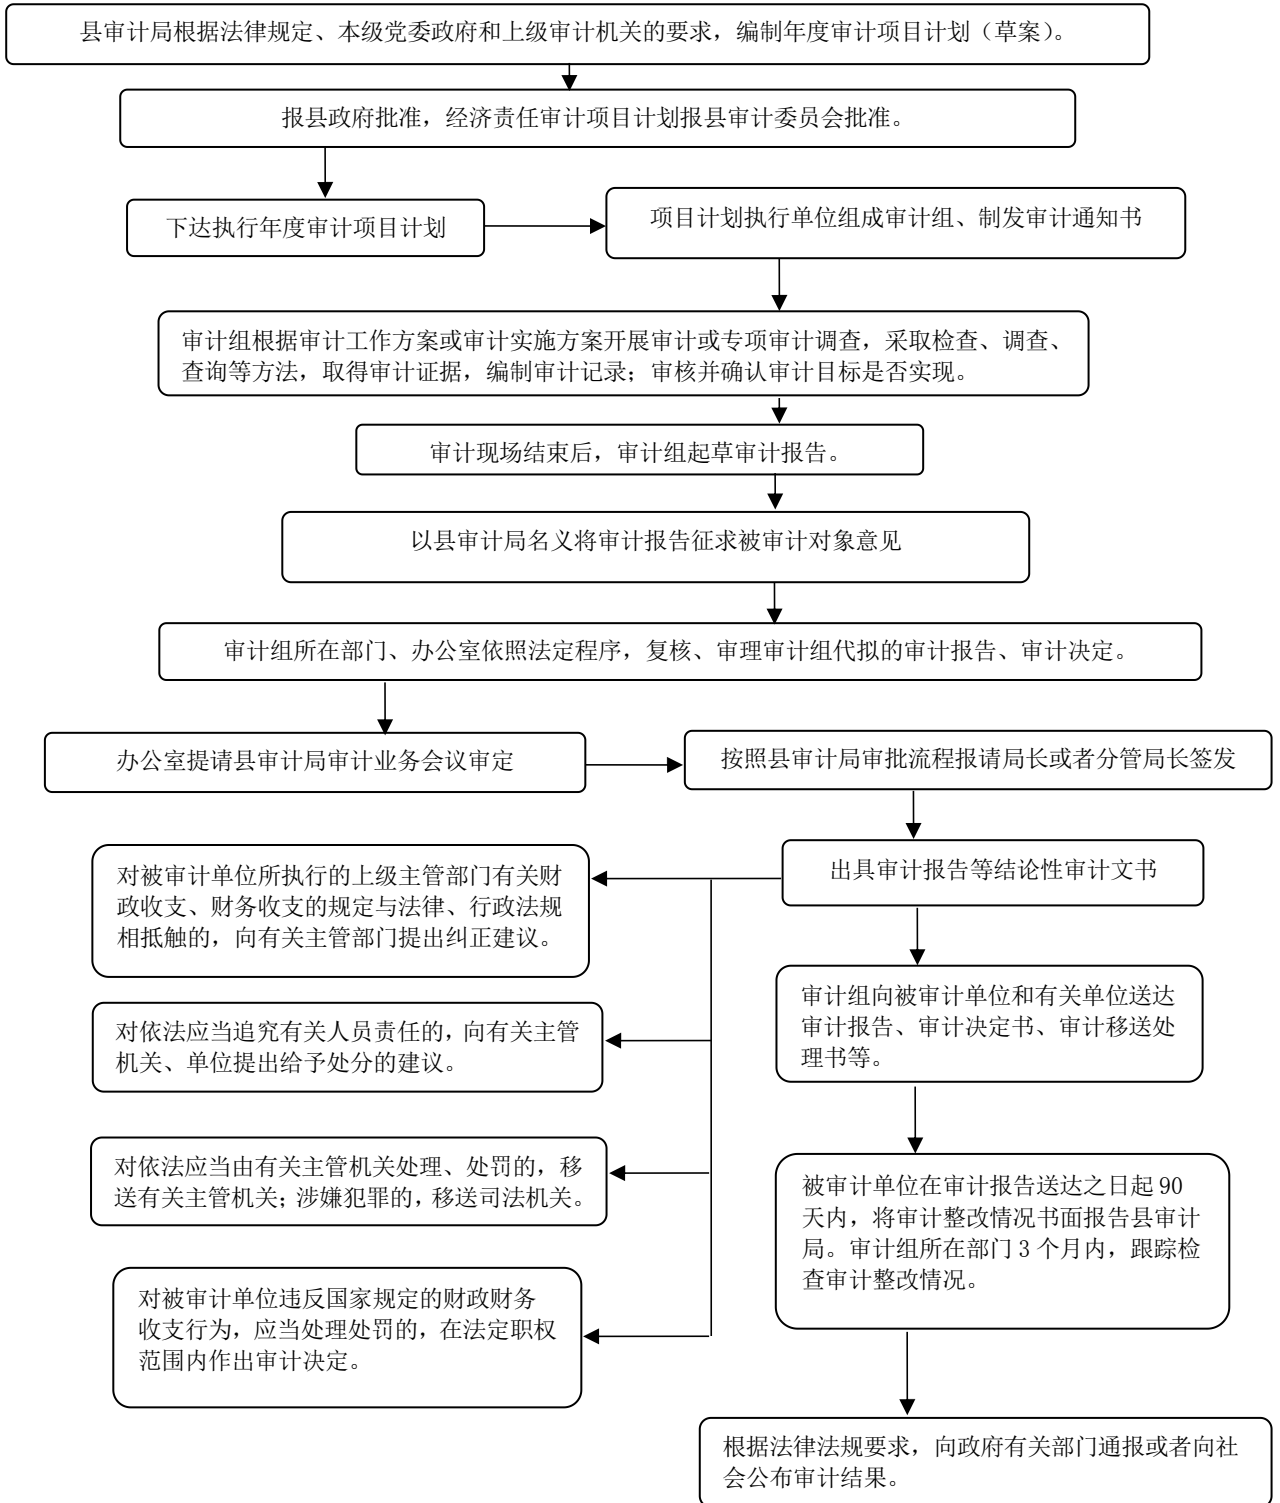 县审计局根据法律规定、本级党委政府和上级审计机关的要求，编制年度审计项目计划（草案）。
报县政府批准，经济责任审计项目计划报县审计委员会批准。
下达执行年度审计项目计划
项目计划执行单位组成审计组、制发审计通知书
审计组根据审计工作方案或审计实施方案开展审计或专项审计调查，采取检查、调查、
查询等方法，取得审计证据，编制审计记录；审核并确认审计目标是否实现。
审计现场结束后，审计组起草审计报告。
以县审计局名义将审计报告征求被审计对象意见
审计组所在部门、办公室依照法定程序，复核、审理审计组代拟的审计报告、审计决定。
办公室提请县审计局审计业务会议审定
按照县审计局审批流程报请局长或者分管局长签发
出具审计报告等结论性审计文书
对被审计单位所执行的上级主管部门有关财
政收支、财务收支的规定与法律、行政法规
相抵触的，向有关主管部门提出纠正建议。
对依法应当追究有关人员责任的，向有关主管
机关、单位提出给予处分的建议。
对依法应当由有关主管机关处理、处罚的，移
送有关主管机关；涉嫌犯罪的，移送司法机关。
对被审计单位违反国家规定的财政财务
收支行为，应当处理处罚的，在法定职权
范围内作出审计决定。
审计组向被审计单位和有关单位送达
审计报告、审计决定书、审计移送处
理书等。
被审计单位在审计报告送达之日起 90
天内，将审计整改情况书面报告县审计
局。审计组所在部门 3 个月内，跟踪检
查审计整改情况。
根据法律法规要求，向政府有关部门通报或者向社
会公布审计结果。